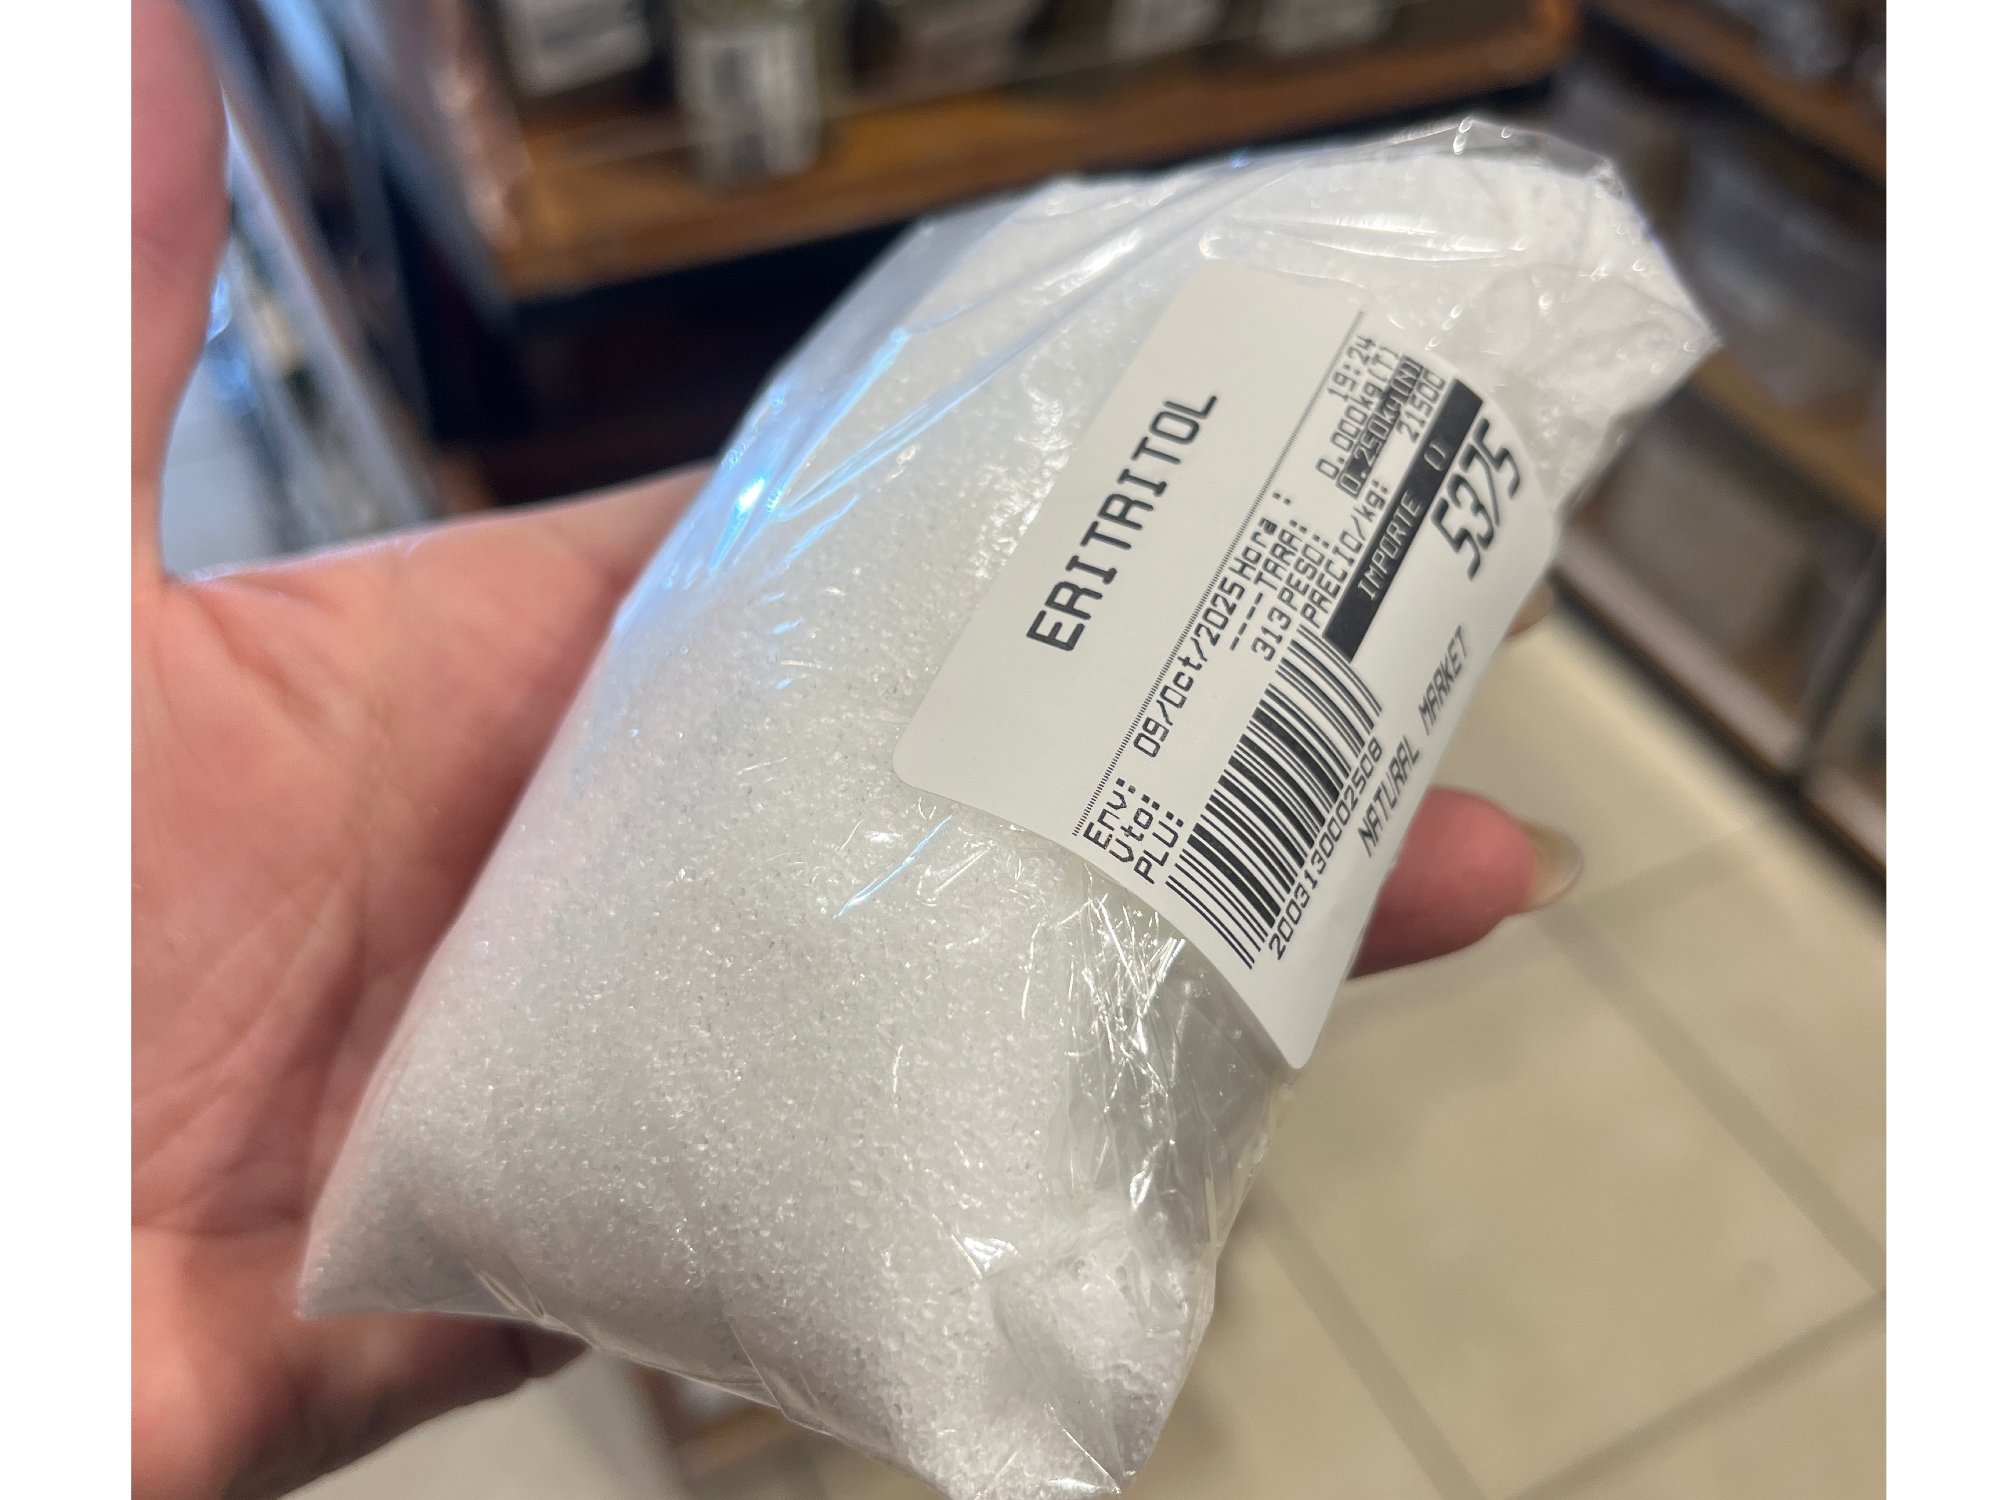 ERITRITOL
Env: 09/Oct/2025 Hora : 19:24
Vto: ---- TARA: 0.000kg(T)
PLU: 313 PESO: 0.250kg(N)
PRECIO/kg: 21500
IMPORTE ()
5375
2003130002508
NATURAL MARKET